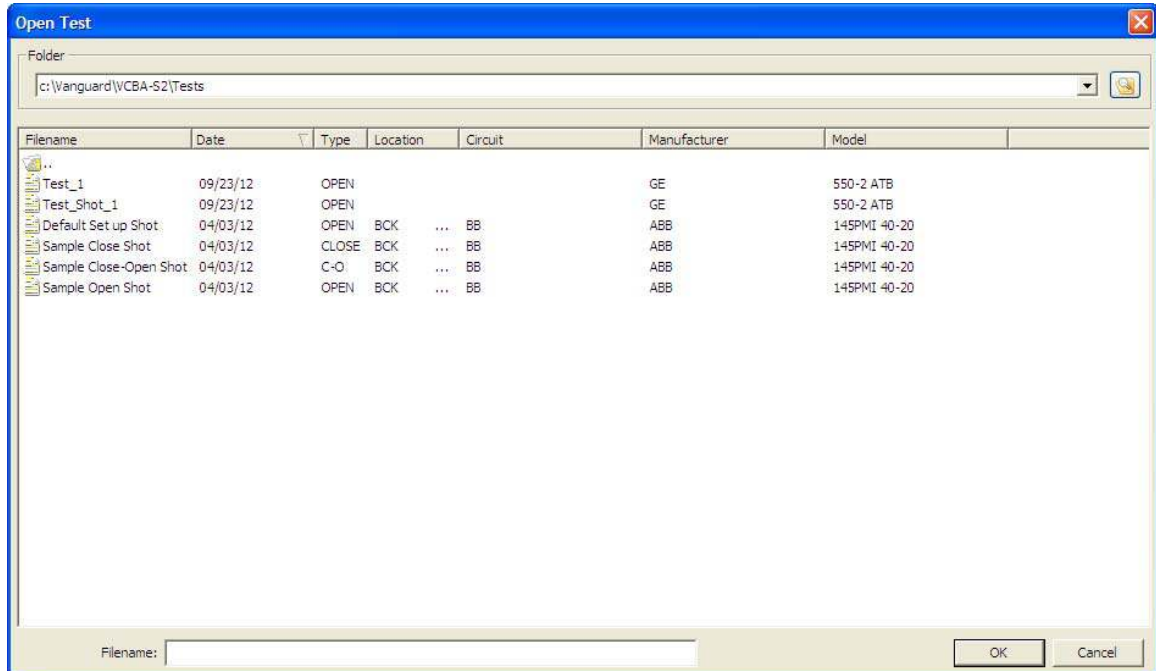 Open Test
Folder
c:\Vanguard\VCBA-S2\Tests
Filename Date Type Location Circuit Manufacturer Model
..
Test_1 09/23/12 OPEN GE 550-2 ATB
Test_Shot_1 09/23/12 OPEN GE 550-2 ATB
Default Set up Shot 04/03/12 OPEN BCK ... BB ABB 145PMI 40-20
Sample Close Shot 04/03/12 CLOSE BCK ... BB ABB 145PMI 40-20
Sample Close-Open Shot 04/03/12 C-O BCK ... BB ABB 145PMI 40-20
Sample Open Shot 04/03/12 OPEN BCK ... BB ABB 145PMI 40-20
Filename: OK Cancel